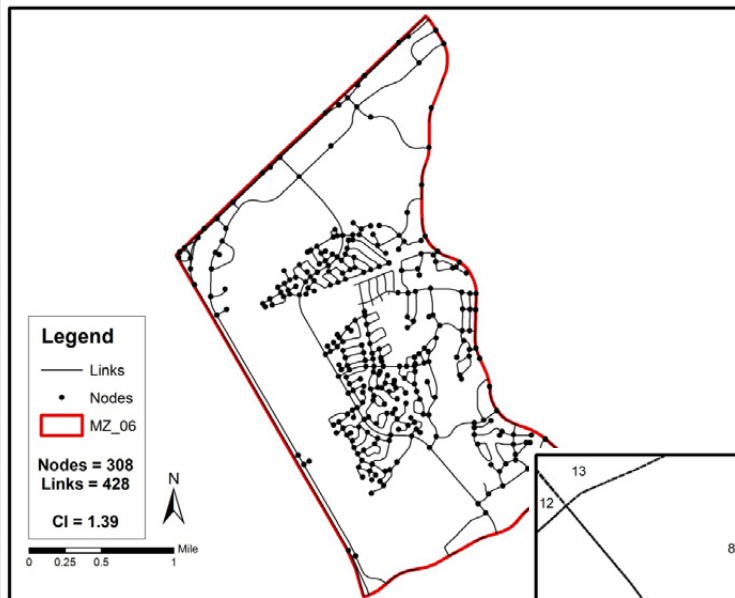 Legend
Links
Nodes
MZ_06
Nodes = 308
Links = 428
CI = 1.39
N
Mile
0 0.25 0.5 1
13
12
8